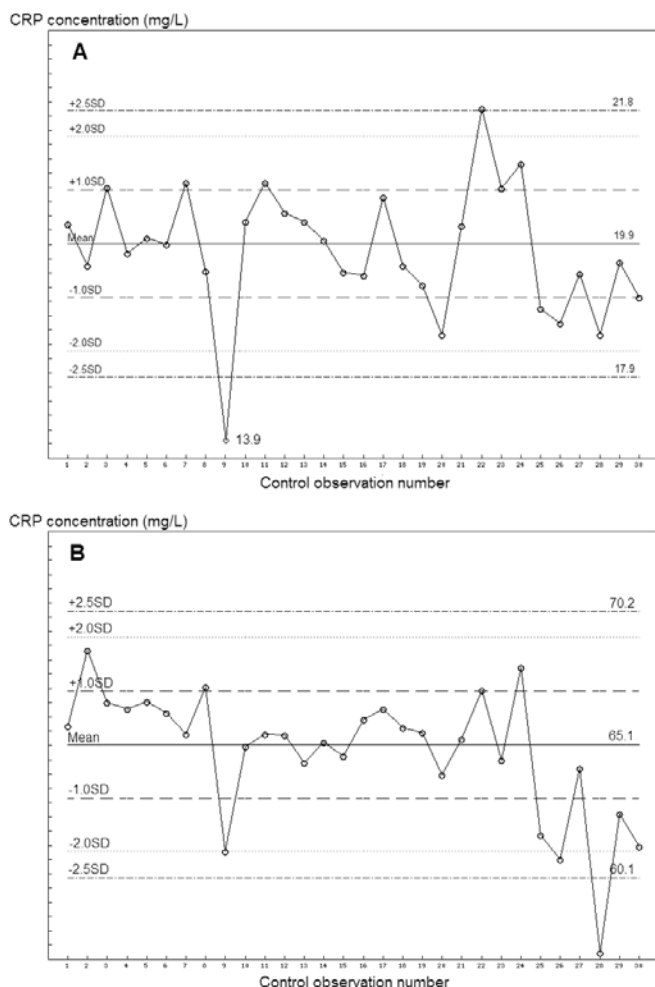 CRP concentration (mg/L)
A
+2.5SD 21.8
+2.0SD
+1.0SD
Mean 19.9
-1.0SD
-2.0SD
-2.5SD 17.9
13.9
1 2 3 4 5 6 7 8 9 10 11 12 13 14 15 16 17 18 19 20 21 22 23 24 25 26 27 28 29 30
Control observation number
CRP concentration (mg/L)
B
+2.5SD 70.2
+2.0SD
+1.0SD
Mean 65.1
-1.0SD
-2.0SD
-2.5SD 60.1
1 2 3 4 5 6 7 8 9 10 11 12 13 14 15 16 17 18 19 20 21 22 23 24 25 26 27 28 29 30
Control observation number